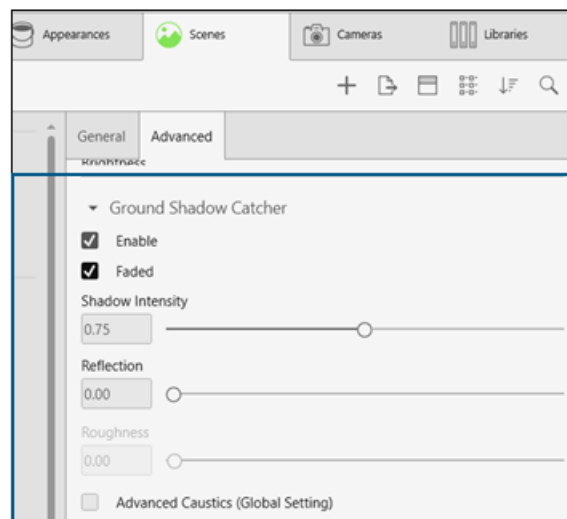 Appearances Scenes Cameras Libraries
General Advanced
Brightness
Ground Shadow Catcher
Enable
Faded
Shadow Intensity
0.75
Reflection
0.00
Roughness
0.00
Advanced Caustics (Global Setting)